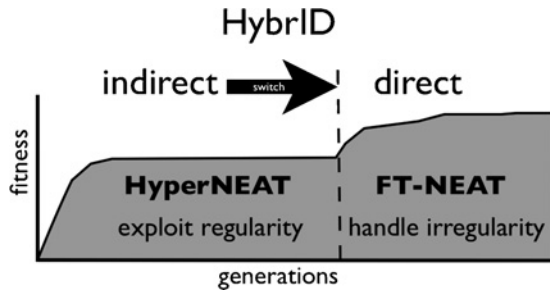 HybrID
indirect switch direct
fitness
HyperNEAT FT-NEAT
exploit regularity handle irregularity
generations